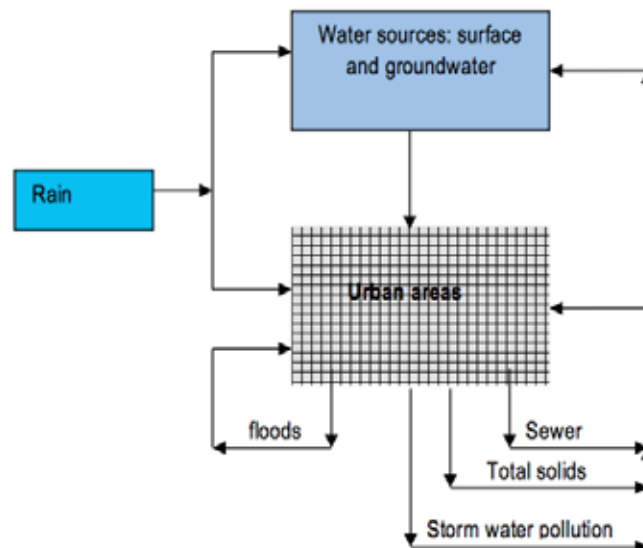 Water sources: surface
and groundwater
Rain
Urban areas
floods
Sewer
Total solids
Storm water pollution